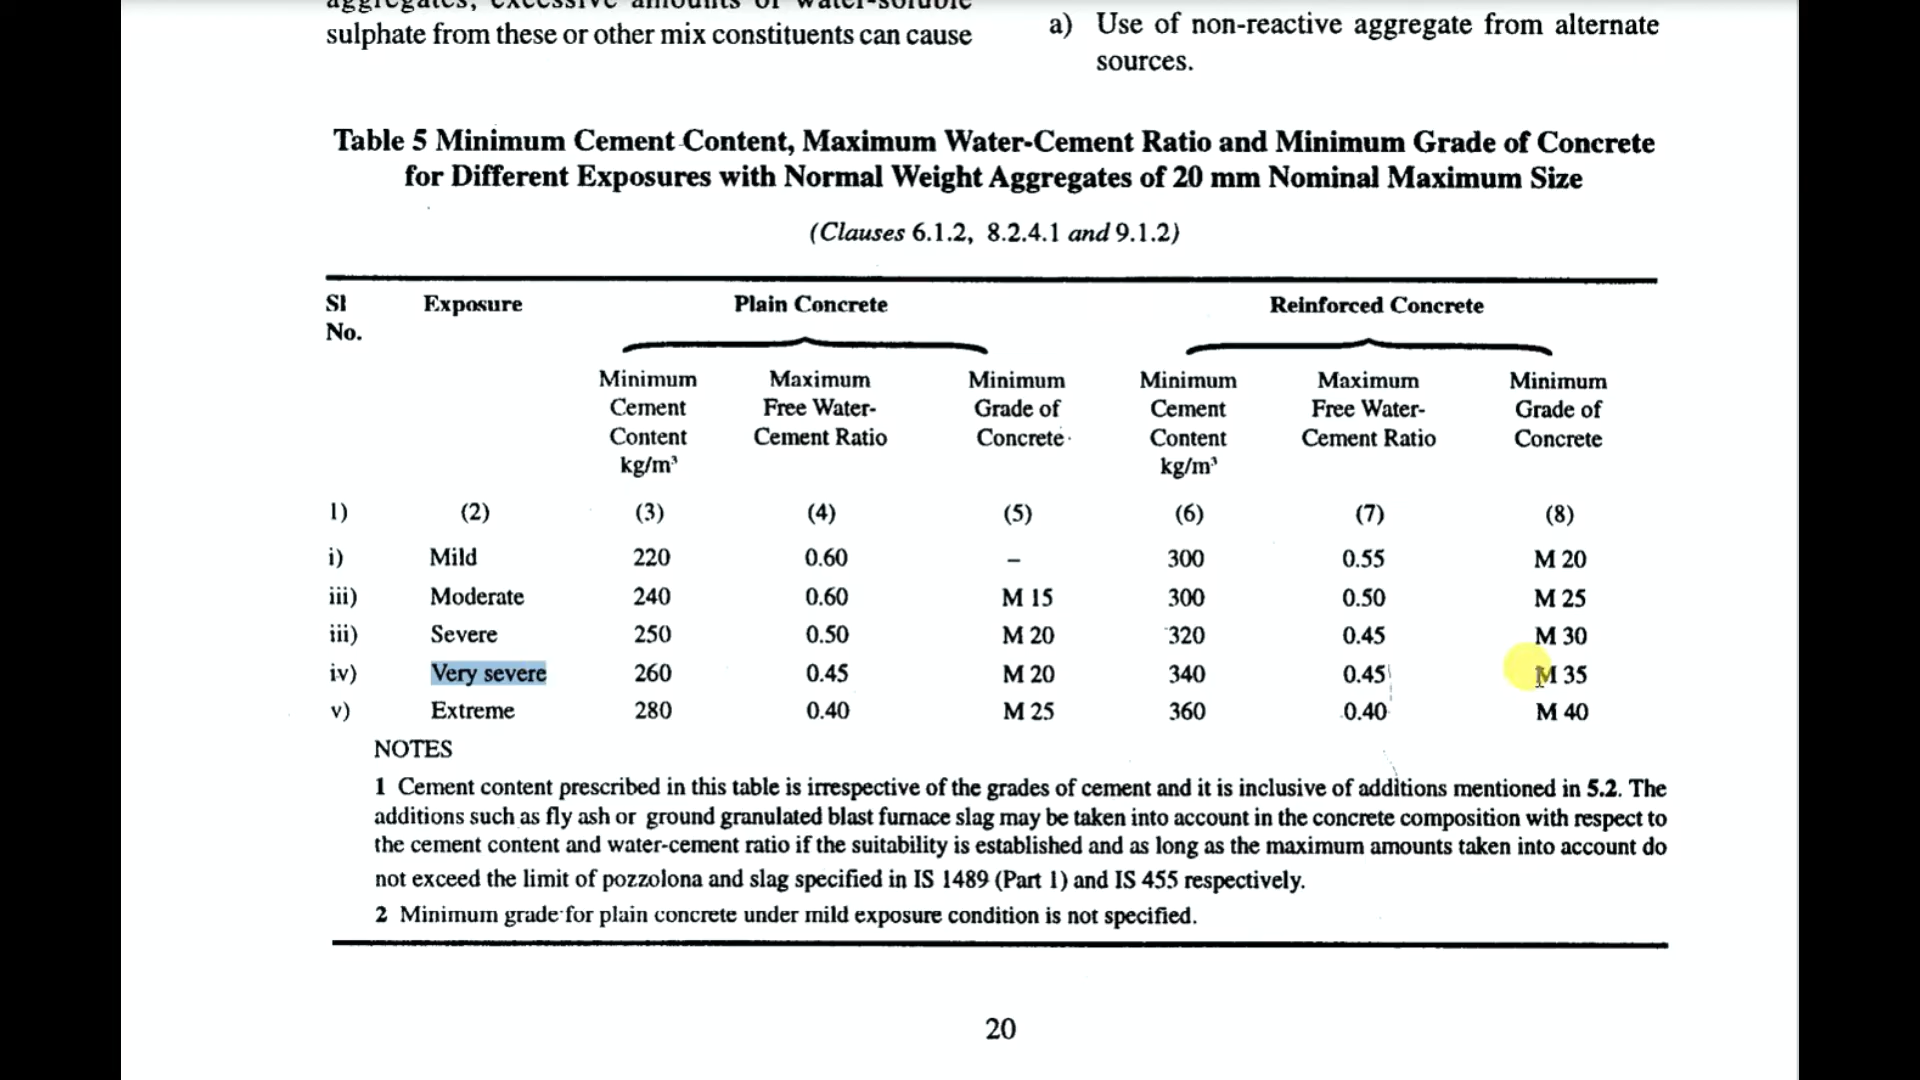 aggregates, excessive amounts of water-soluble
sulphate from these or other mix constituents can cause
a) Use of non-reactive aggregate from alternate
sources.
Table 5 Minimum Cement Content, Maximum Water-Cement Ratio and Minimum Grade of Concrete
for Different Exposures with Normal Weight Aggregates of 20 mm Nominal Maximum Size
(Clauses 6.1.2, 8.2.4.1 and 9.1.2)
Sl Exposure Plain Concrete Reinforced Concrete
No.
Minimum Maximum Minimum Minimum Maximum Minimum
Cement Free Water- Grade of Cement Free Water- Grade of
Content Cement Ratio Concrete Content Cement Ratio Concrete
kg/m³ kg/m³
1) (2) (3) (4) (5) (6) (7) (8)
i) Mild 220 0.60 – 300 0.55 M 20
iii) Moderate 240 0.60 M 15 300 0.50 M 25
iii) Severe 250 0.50 M 20 320 0.45 M 30
iv) Very severe 260 0.45 M 20 340 0.45 M 35
v) Extreme 280 0.40 M 25 360 0.40 M 40
NOTES
1 Cement content prescribed in this table is irrespective of the grades of cement and it is inclusive of additions mentioned in 5.2. The
additions such as fly ash or ground granulated blast furnace slag may be taken into account in the concrete composition with respect to
the cement content and water-cement ratio if the suitability is established and as long as the maximum amounts taken into account do
not exceed the limit of pozzolona and slag specified in IS 1489 (Part 1) and IS 455 respectively.
2 Minimum grade for plain concrete under mild exposure condition is not specified.
20